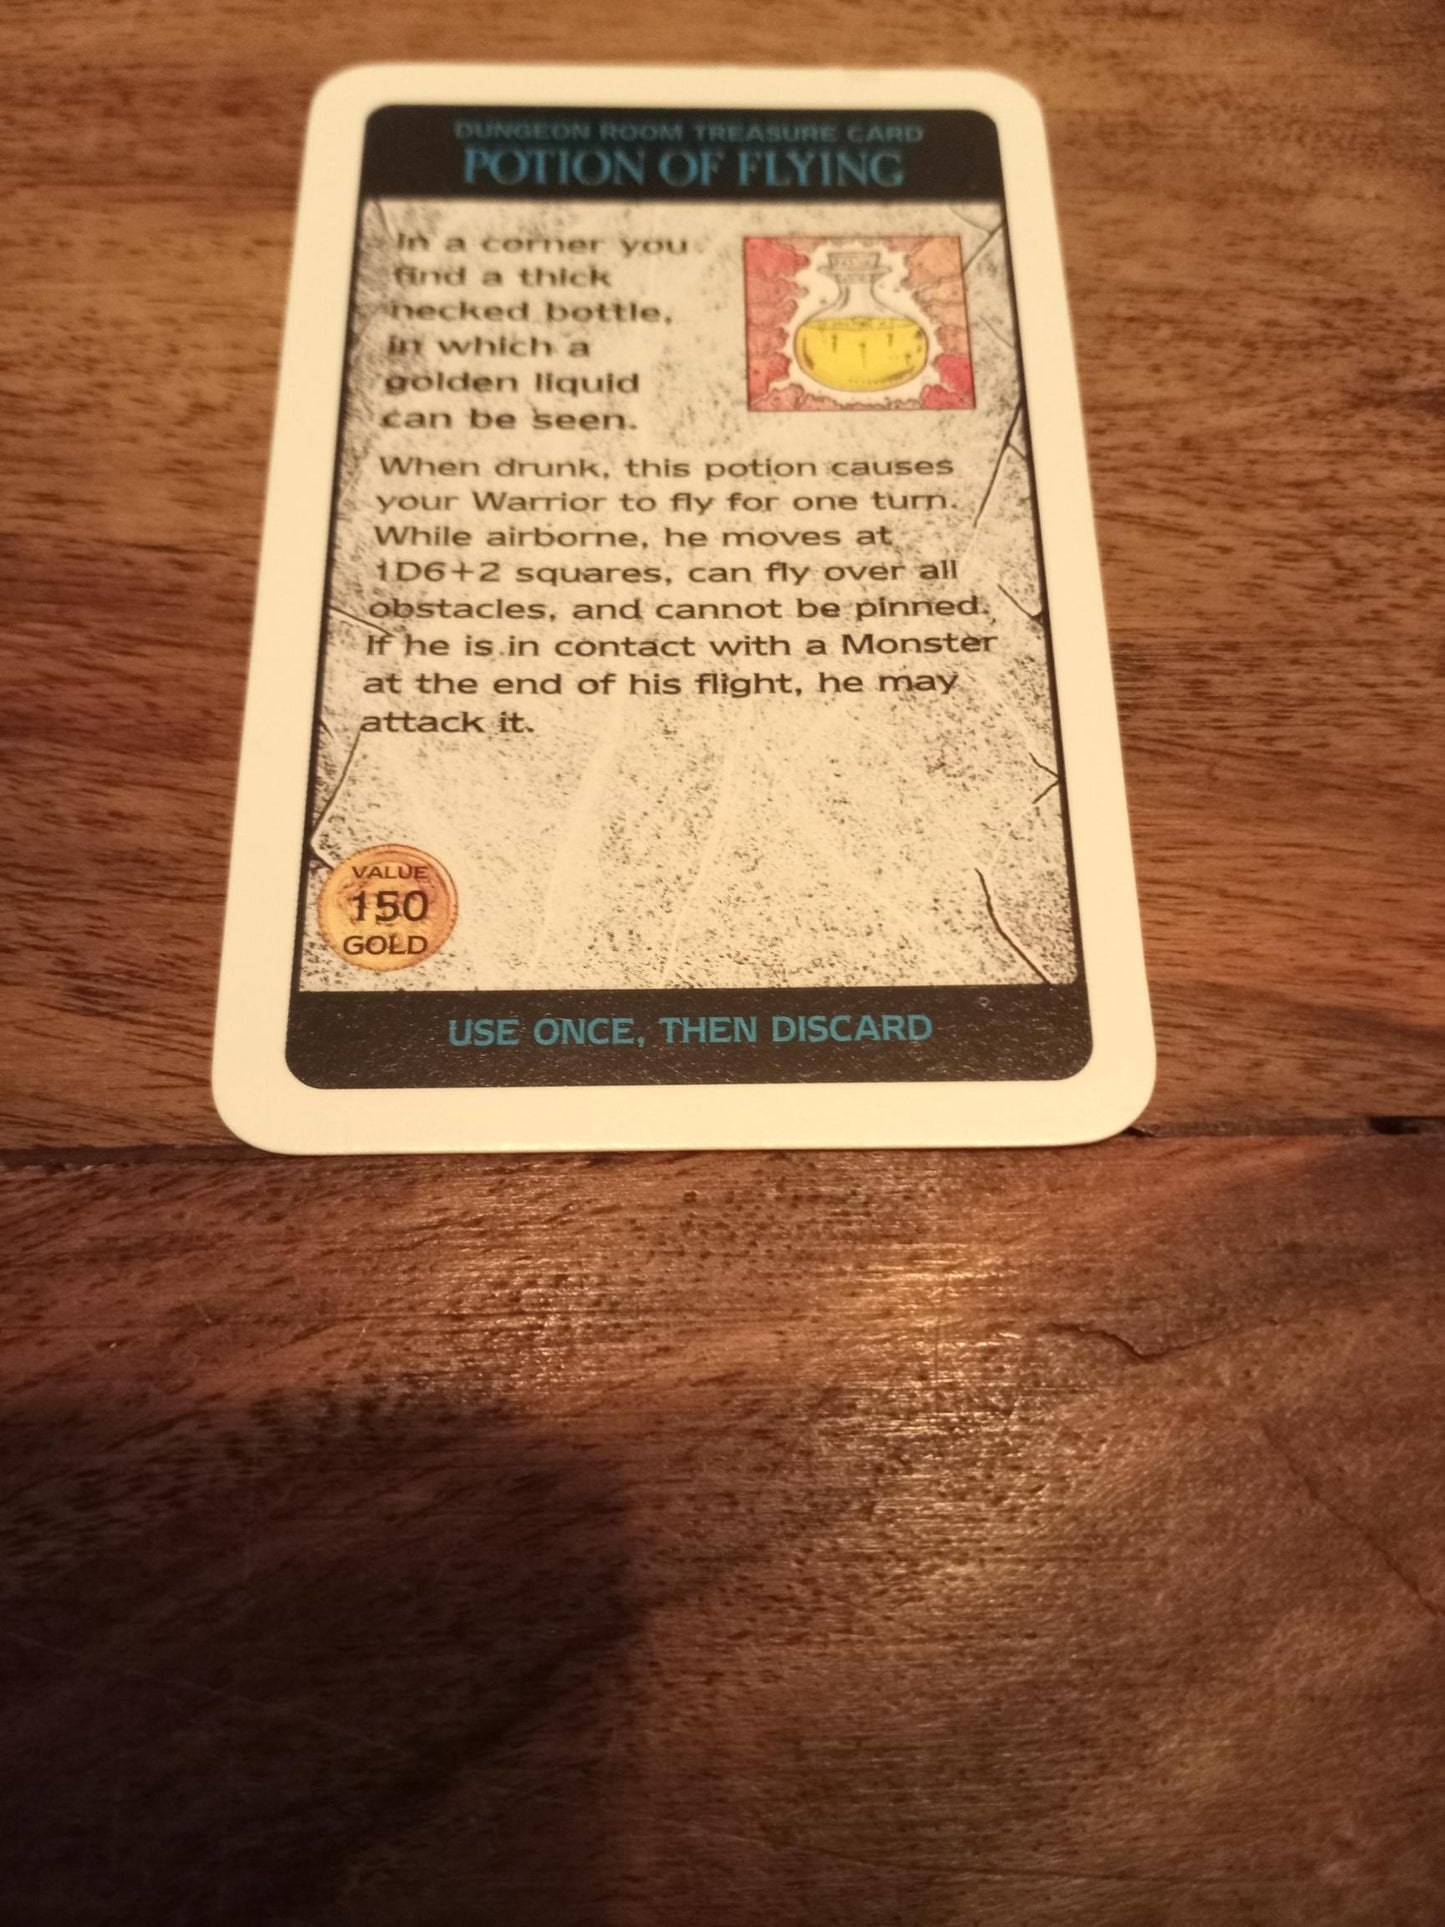 DUNGEON ROOM TREASURE CARD
POTION OF FLYING
In a corner you
find a thick
necked bottle,
in which a
golden liquid
can be seen.
When drunk, this potion causes
your Warrior to fly for one turn.
While airborne, he moves at
1D6+2 squares, can fly over all
obstacles, and cannot be pinned.
If he is in contact with a Monster
at the end of his flight, he may
attack it.
VALUE
150
GOLD
USE ONCE, THEN DISCARD